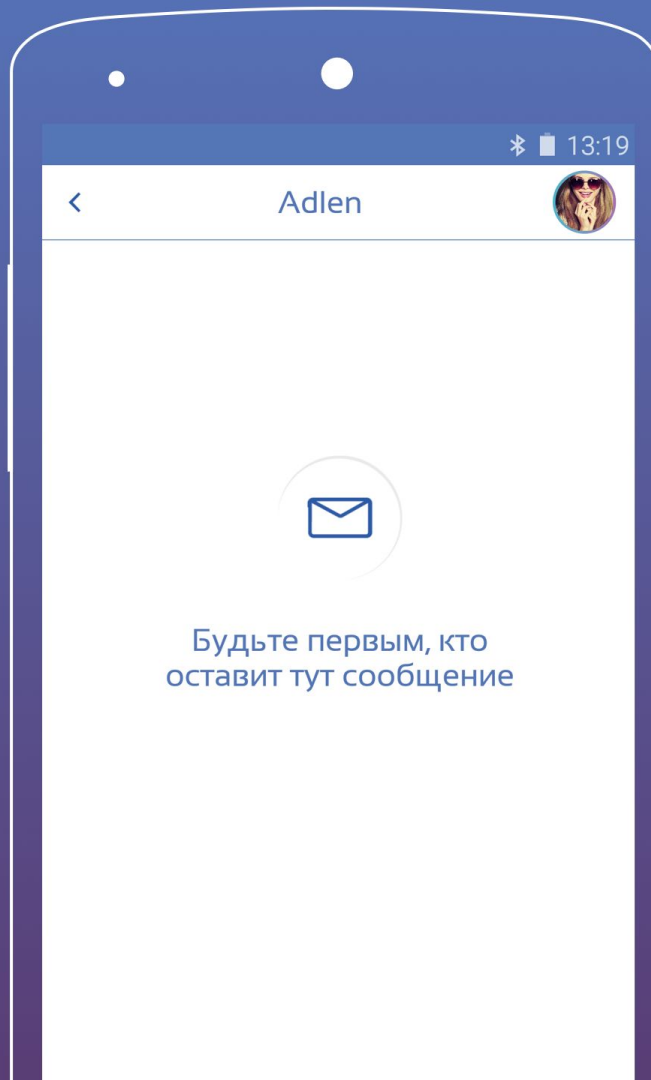 13:19
Adlen
Будьте первым, кто
оставит тут сообщение